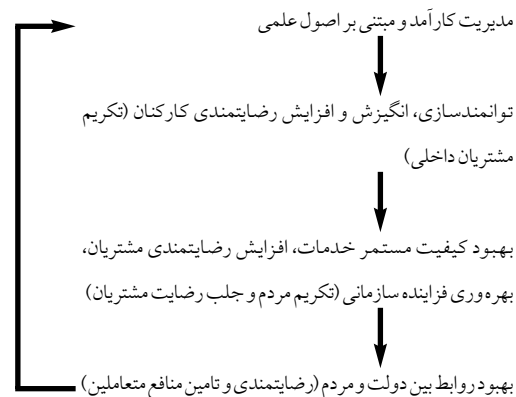 مدیریت کارآمد و مبتنی بر اصول علمی
توانمندسازی، انگیزش و افزایش رضایتمندی کارکنان (تکریم
مشتریان داخلی)
بهبود کیفیت مستمر خدمات، افزایش رضایتمندی مشتریان،
بهره‌وری فزاینده سازمانی (تکریم مردم و جلب رضایت مشتریان)
بهبود روابط بین دولت و مردم (رضایتمندی و تامین منافع متعاملین)